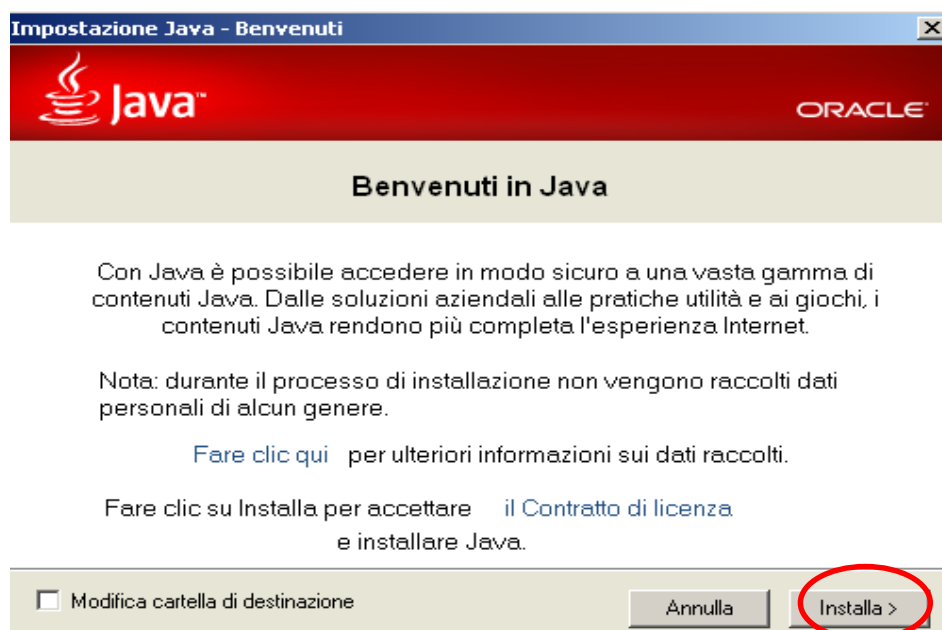 Impostazione Java - Benvenuti
Java™
ORACLE
Benvenuti in Java
Con Java è possibile accedere in modo sicuro a una vasta gamma di
contenuti Java. Dalle soluzioni aziendali alle pratiche utilità e ai giochi, i
contenuti Java rendono più completa l'esperienza Internet.
Nota: durante il processo di installazione non vengono raccolti dati
personali di alcun genere.
Fare clic qui per ulteriori informazioni sui dati raccolti.
Fare clic su Installa per accettare il Contratto di licenza
e installare Java.
Modifica cartella di destinazione
Annulla
Installa >